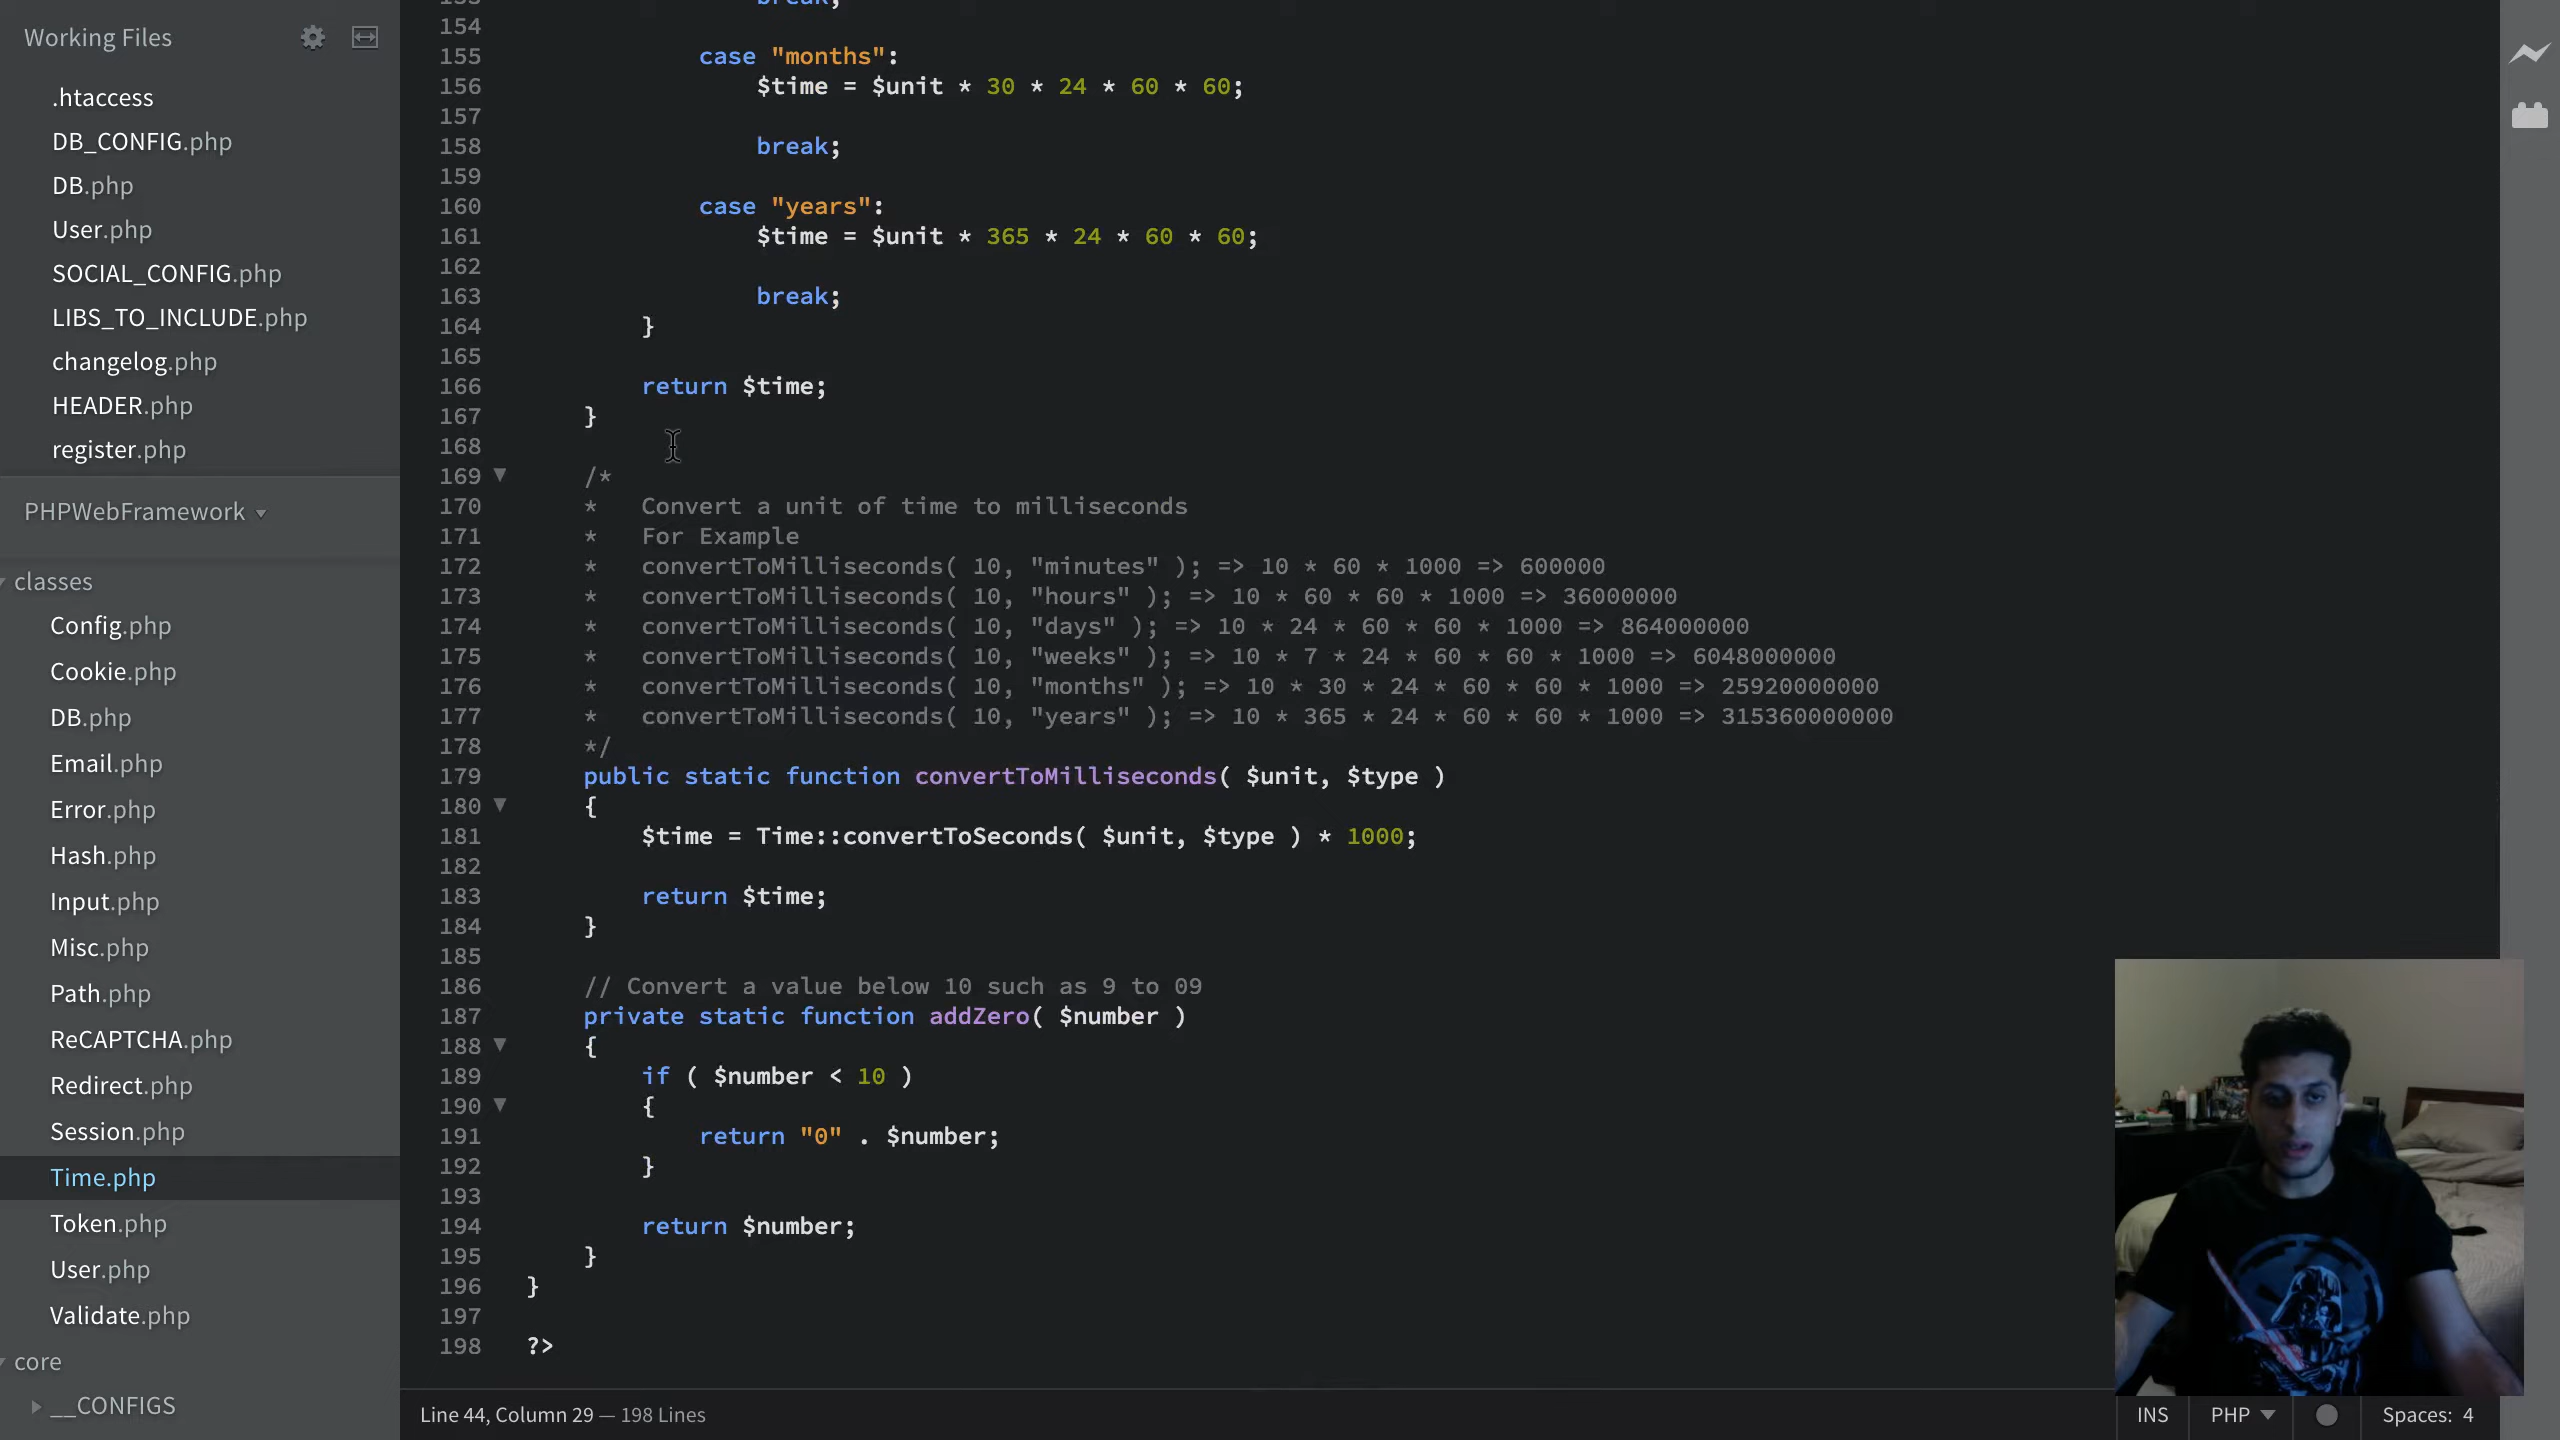 Working Files
.htaccess
DB_CONFIG.php
DB.php
User.php
SOCIAL_CONFIG.php
LIBS_TO_INCLUDE.php
changelog.php
HEADER.php
register.php
PHPWebFramework
classes
Config.php
Cookie.php
DB.php
Email.php
Error.php
Hash.php
Input.php
Misc.php
Path.php
ReCAPTCHA.php
Redirect.php
Session.php
Time.php
Token.php
User.php
Validate.php
core
__CONFIGS
153 break;
154
155 case "months":
156 $time = $unit * 30 * 24 * 60 * 60;
157
158 break;
159
160 case "years":
161 $time = $unit * 365 * 24 * 60 * 60;
162
163 break;
164 }
165
166 return $time;
167 }
168
169 /*
170 * Convert a unit of time to milliseconds
171 * For Example
172 * convertToMilliseconds( 10, "minutes" ); => 10 * 60 * 1000 => 600000
173 * convertToMilliseconds( 10, "hours" ); => 10 * 60 * 60 * 1000 => 36000000
174 * convertToMilliseconds( 10, "days" ); => 10 * 24 * 60 * 60 * 1000 => 864000000
175 * convertToMilliseconds( 10, "weeks" ); => 10 * 7 * 24 * 60 * 60 * 1000 => 6048000000
176 * convertToMilliseconds( 10, "months" ); => 10 * 30 * 24 * 60 * 60 * 1000 => 25920000000
177 * convertToMilliseconds( 10, "years" ); => 10 * 365 * 24 * 60 * 60 * 1000 => 315360000000
178 */
179 public static function convertToMilliseconds( $unit, $type )
180 {
181 $time = Time::convertToSeconds( $unit, $type ) * 1000;
182
183 return $time;
184 }
185
186 // Convert a value below 10 such as 9 to 09
187 private static function addZero( $number )
188 {
189 if ( $number < 10 )
190 {
191 return "0" . $number;
192 }
193
194 return $number;
195 }
196 }
197
198 ?>
Line 44, Column 29 — 198 Lines
INS PHP Spaces: 4